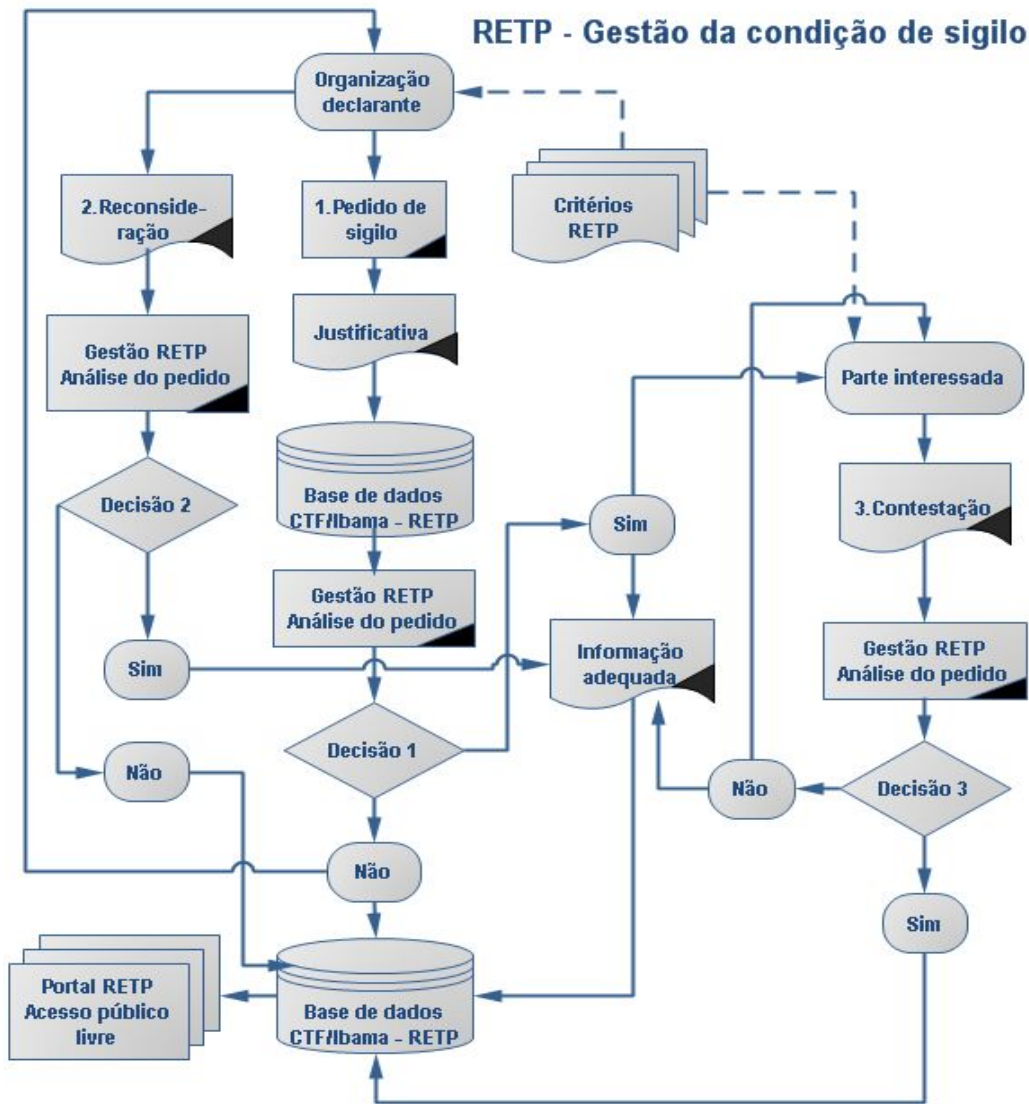 RETP - Gestão da condição de sigilo
Organização
declarante
2.Reconside-
ração
1.Pedido de
sigilo
Critérios
RETP
Justificativa
Gestão RETP
Análise do pedido
Parte interessada
Base de dados
CTF/Ibama - RETP
Decisão 2
Sim
3.Contestação
Gestão RETP
Análise do pedido
Sim
Informação
adequada
Gestão RETP
Análise do pedido
Decisão 1
Não
Não
Decisão 3
Não
Sim
Portal RETP
Acesso público
livre
Base de dados
CTF/Ibama - RETP